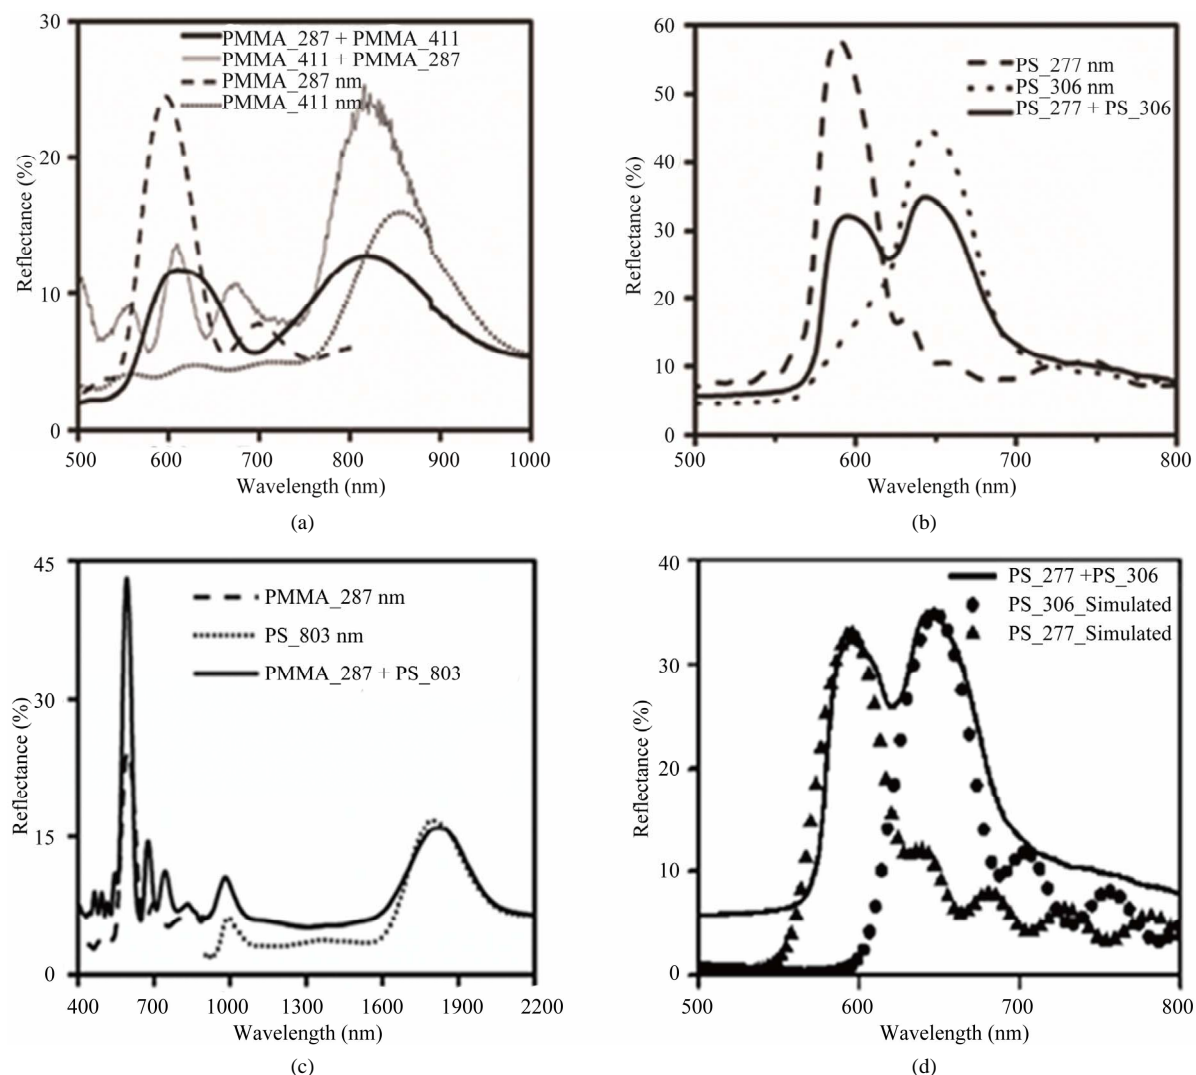 30
20
10
0
Reflectance (%)
PMMA_287 + PMMA_411
PMMA_411 + PMMA_287
PMMA_287 nm
PMMA_411 nm
500 600 700 800 900 1000
Wavelength (nm)
(a)
60
50
40
30
20
10
0
Reflectance (%)
PS_277 nm
PS_306 nm
PS_277 + PS_306
500 600 700 800
Wavelength (nm)
(b)
45
30
15
0
Reflectance (%)
PMMA_287 nm
PS_803 nm
PMMA_287 + PS_803
400 700 1000 1300 1600 1900 2200
Wavelength (nm)
(c)
40
30
20
10
0
Reflectance (%)
PS_277 +PS_306
PS_306_Simulated
PS_277_Simulated
500 600 700 800
Wavelength (nm)
(d)